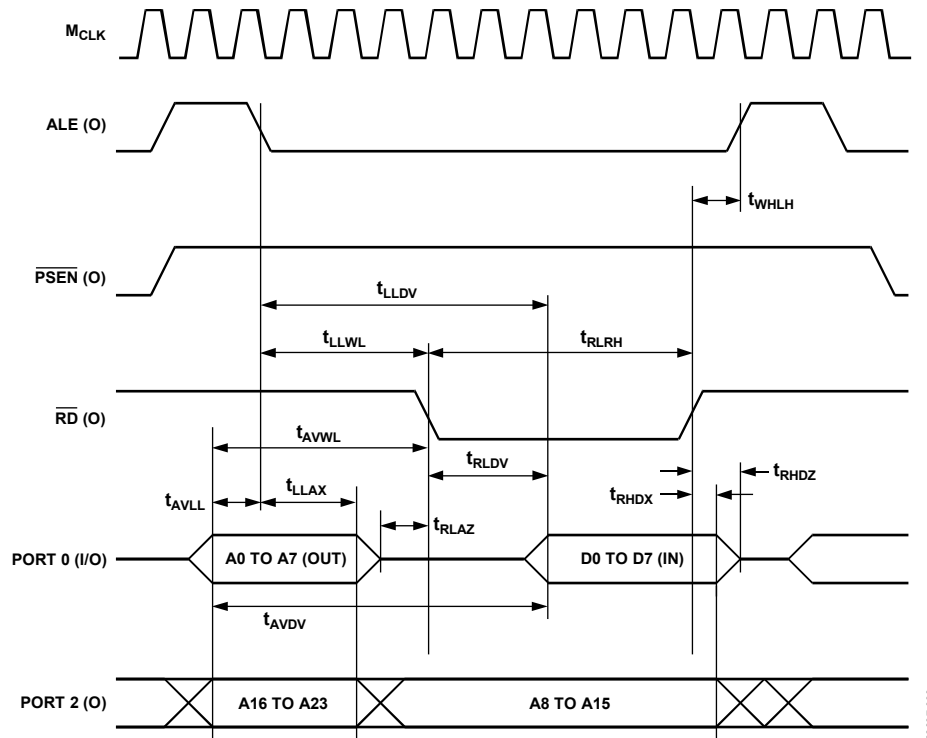 MCLK
ALE (O)
tWHLH
PSEN (O)
tLLDV
tLLWL
tRLRH
RD (O)
tAVWL
tRLDV
tRHDZ
tAVLL
tLLAX
tRHDX
tRLAZ
PORT 0 (I/O)
A0 TO A7 (OUT)
D0 TO D7 (IN)
tAVDV
PORT 2 (O)
A16 TO A23
A8 TO A15